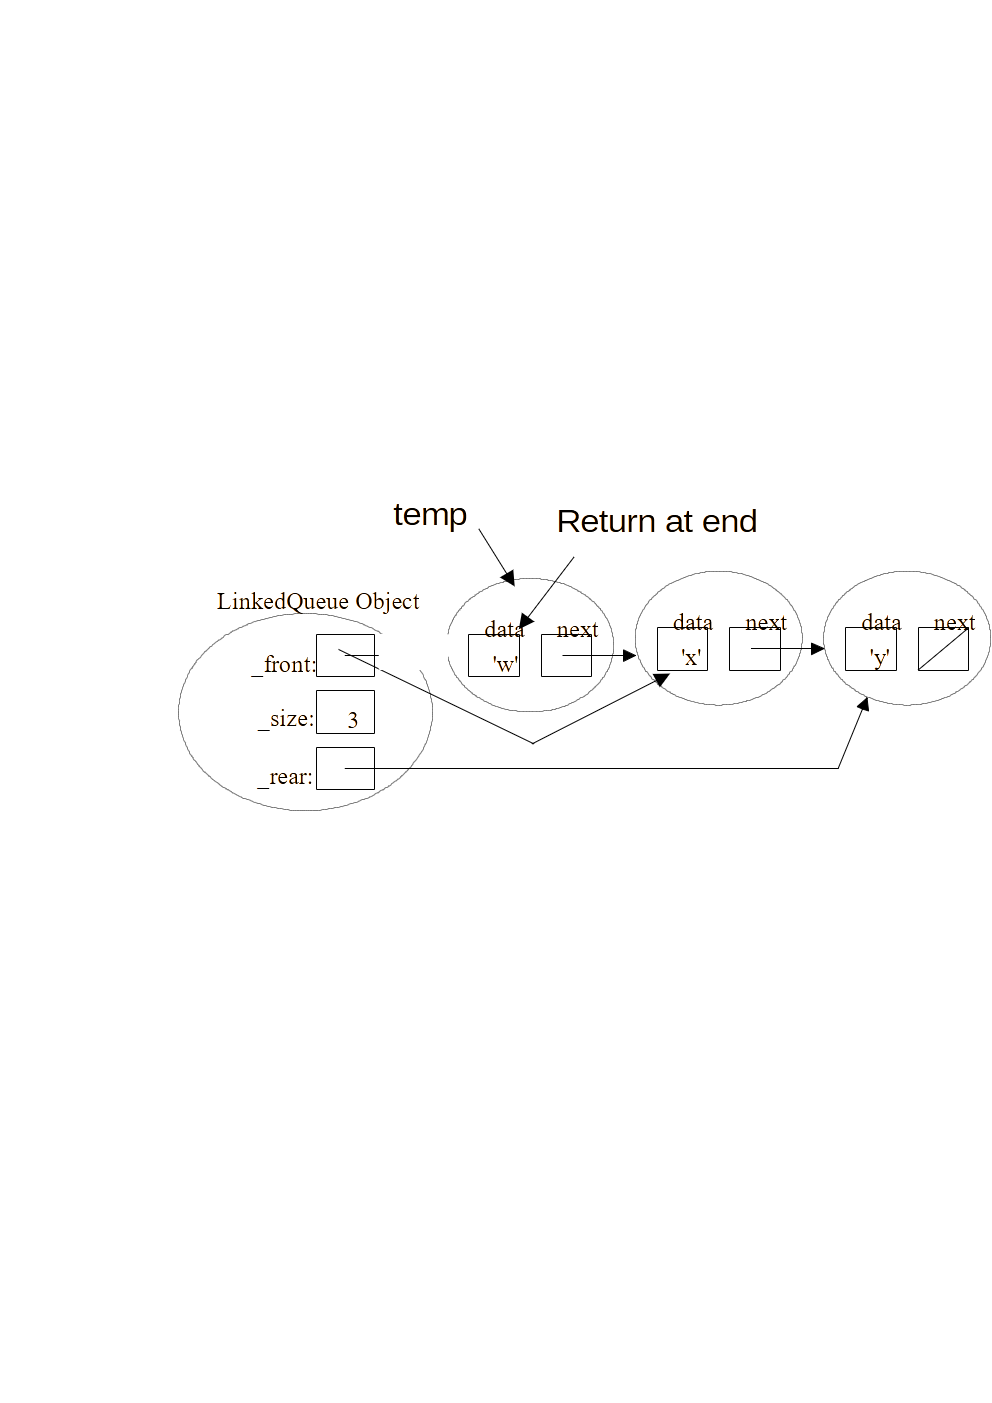 temp
Return at end
LinkedQueue Object
data next
data next
data next
_front:
'w'
'x'
'y'
_size: 3
_rear: